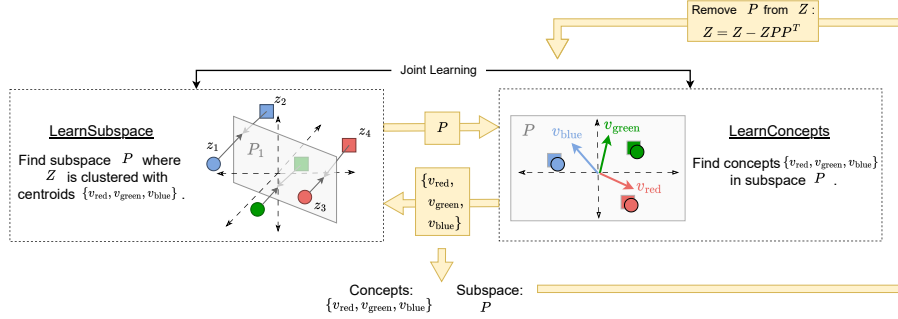 Remove P from Z :
Z = Z − ZPP^T
Joint Learning
LearnSubspace
Find subspace P where
Z is clustered with
centroids {v_red, v_green, v_blue} .
z_2
z_1
z_4
P_1
z_3
P
{v_red,
v_green,
v_blue}
P
v_blue
v_green
v_red
LearnConcepts
Find concepts {v_red, v_green, v_blue}
in subspace P .
Concepts:
{v_red, v_green, v_blue}
Subspace:
P